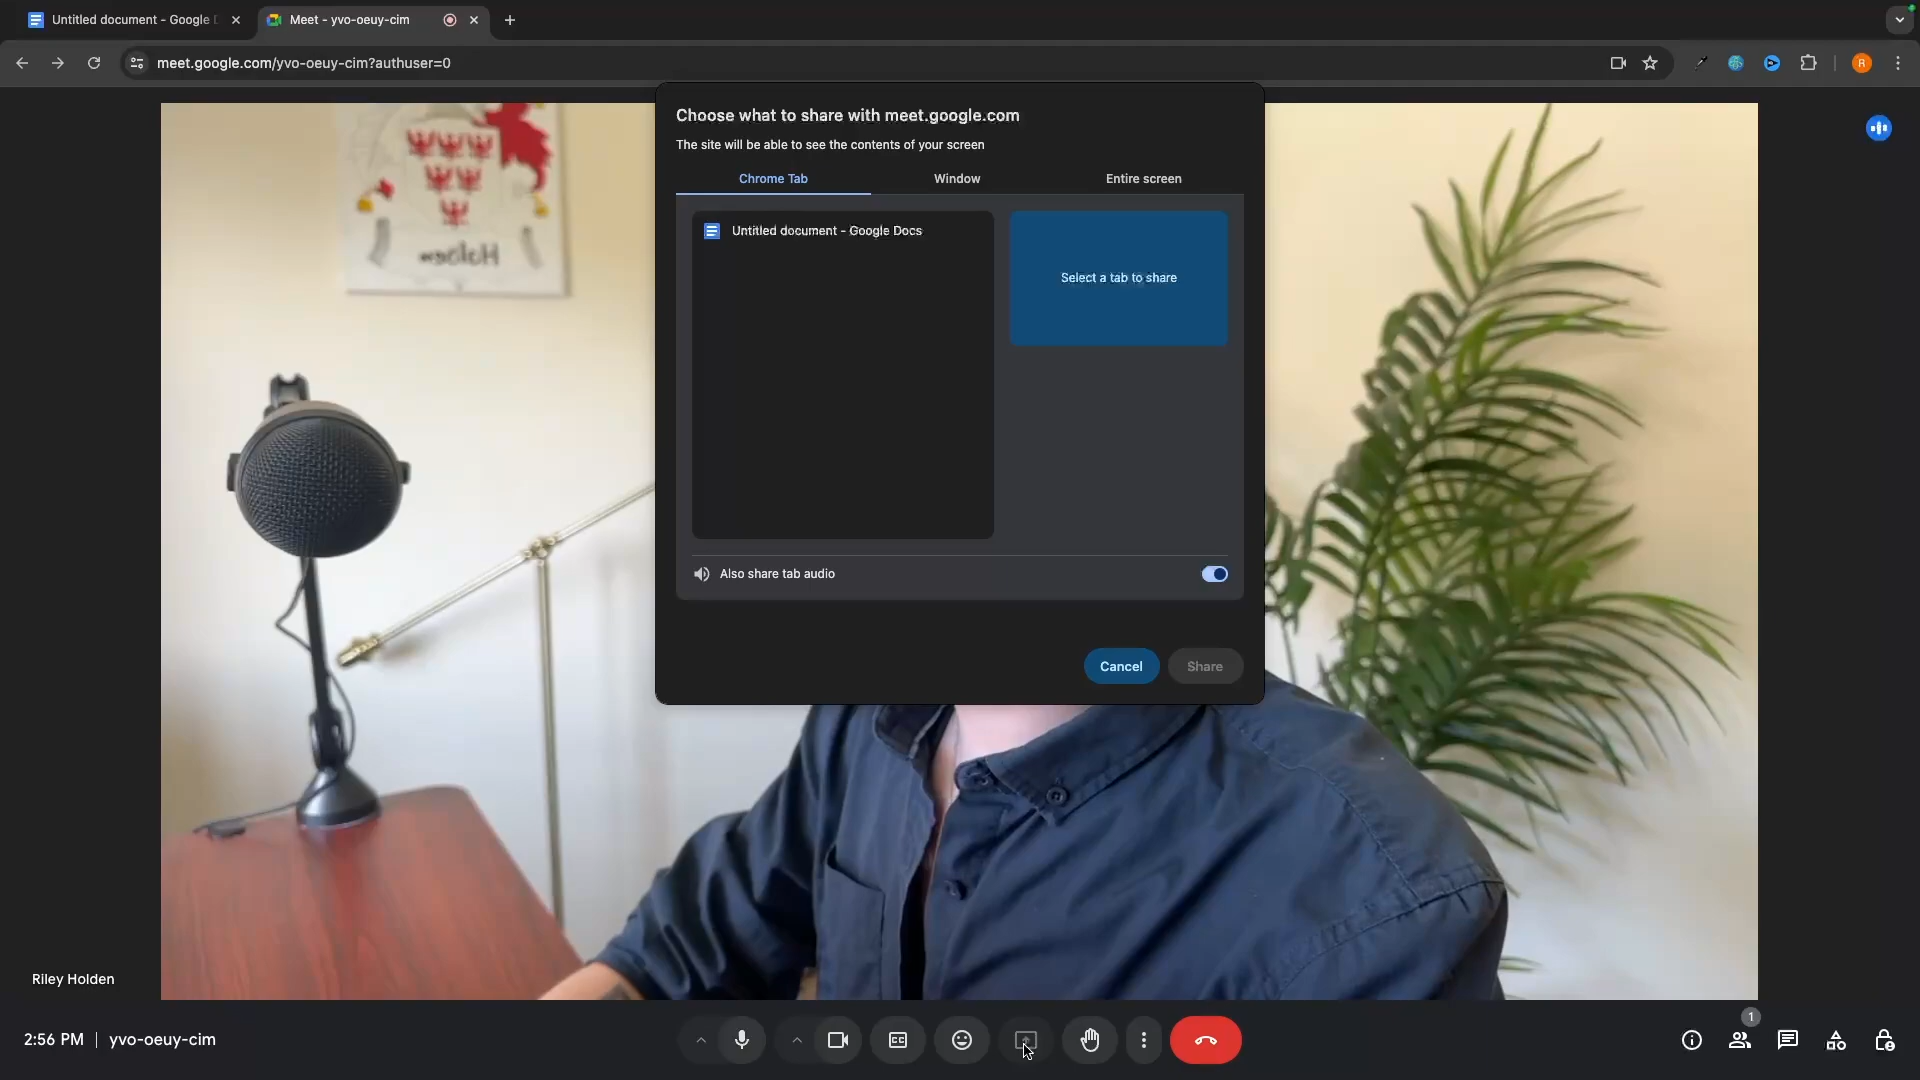 Untitled document - Google D
Meet - yvo-oeuy-cim
meet.google.com/yvo-oeuy-cim?authuser=0
R
Choose what to share with meet.google.com
The site will be able to see the contents of your screen
Chrome Tab
Window
Entire screen
Untitled document - Google Docs
Select a tab to share
Also share tab audio
Cancel
Share
Holden
Riley Holden
2:56 PM | yvo-oeuy-cim
CC
1